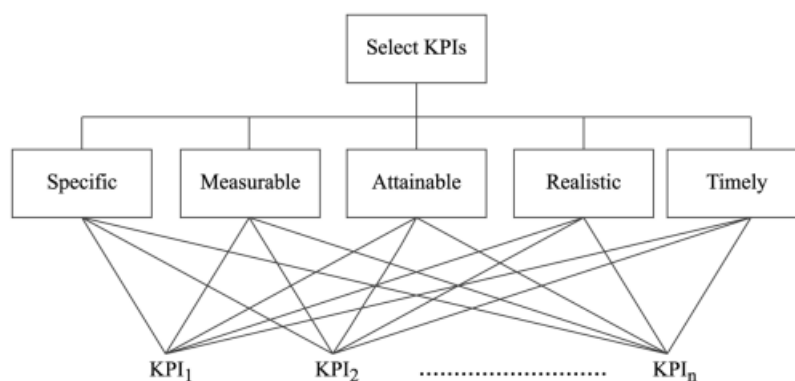 Select KPIs
Specific Measurable Attainable Realistic Timely
KPI₁ KPI₂ ............................ KPIₙ